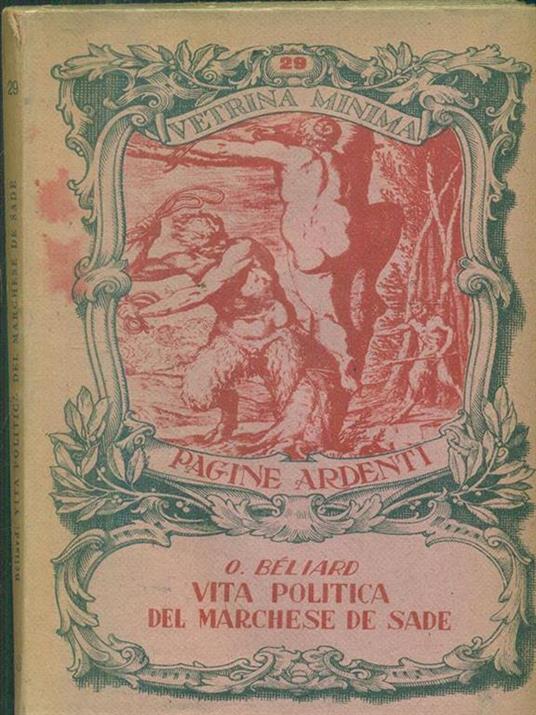 29
VETRINA MINIMA
PAGINE ARDENTI
O. BÉLIARD
VITA POLITICA
DEL MARCHESE DE SADE
29
Béliard: VITA POLITICA DEL MARCHESE DE SADE